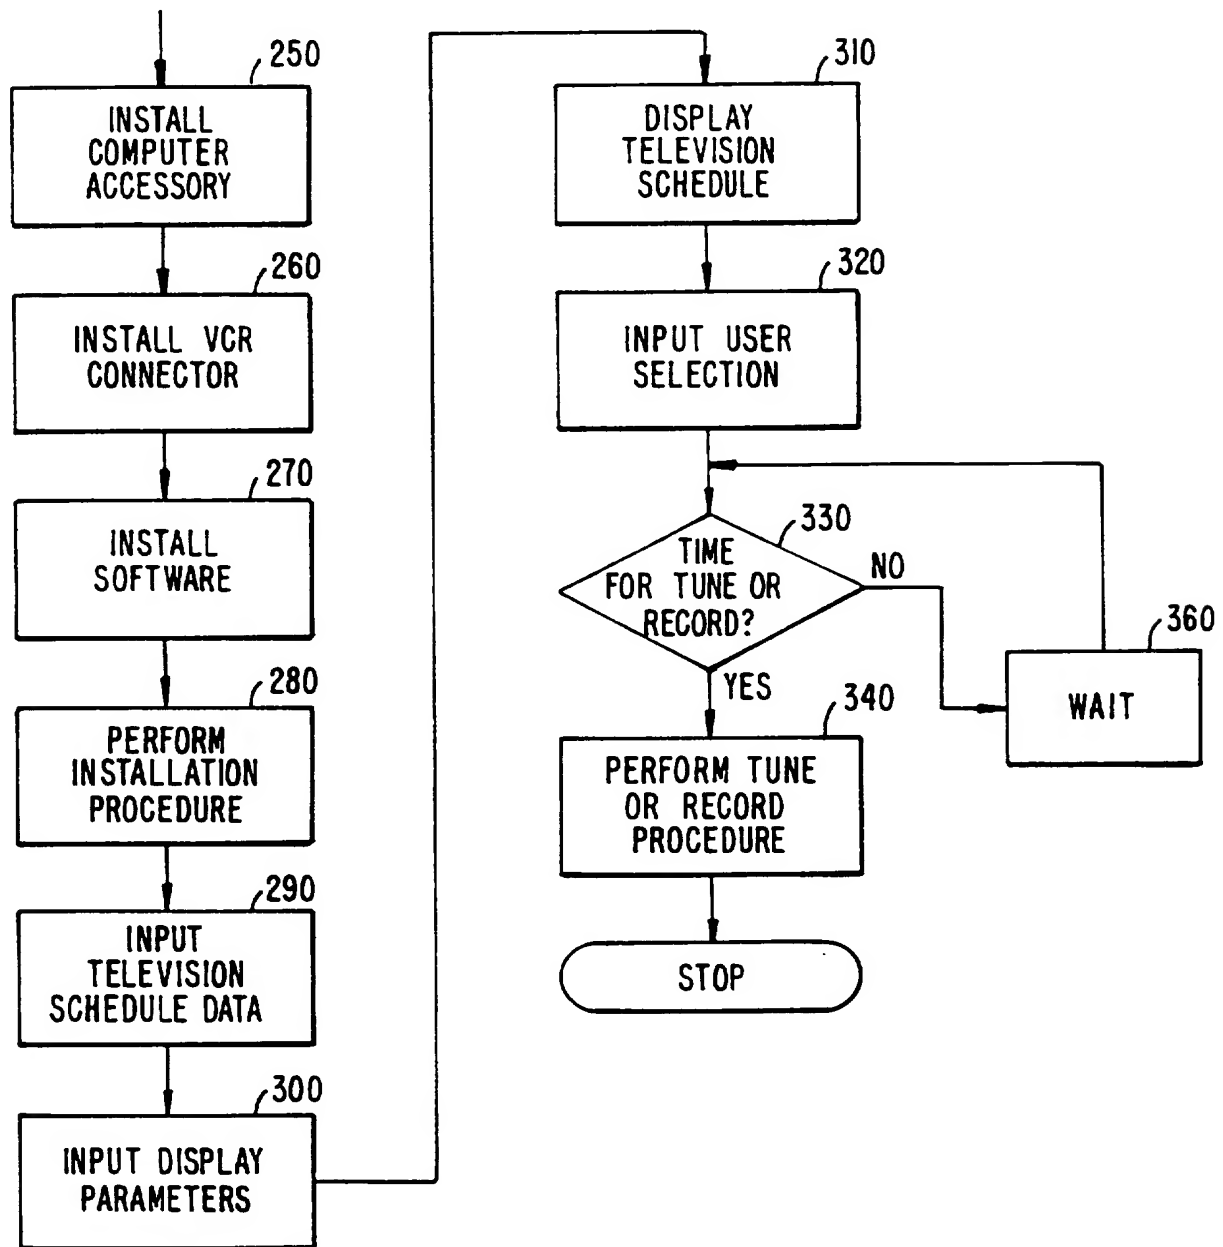 250
INSTALL
COMPUTER
ACCESSORY
260
INSTALL VCR
CONNECTOR
270
INSTALL
SOFTWARE
280
PERFORM
INSTALLATION
PROCEDURE
290
INPUT
TELEVISION
SCHEDULE DATA
300
INPUT DISPLAY
PARAMETERS
310
DISPLAY
TELEVISION
SCHEDULE
320
INPUT USER
SELECTION
330
TIME
FOR TUNE OR
RECORD?
NO
360
WAIT
YES
340
PERFORM TUNE
OR RECORD
PROCEDURE
STOP